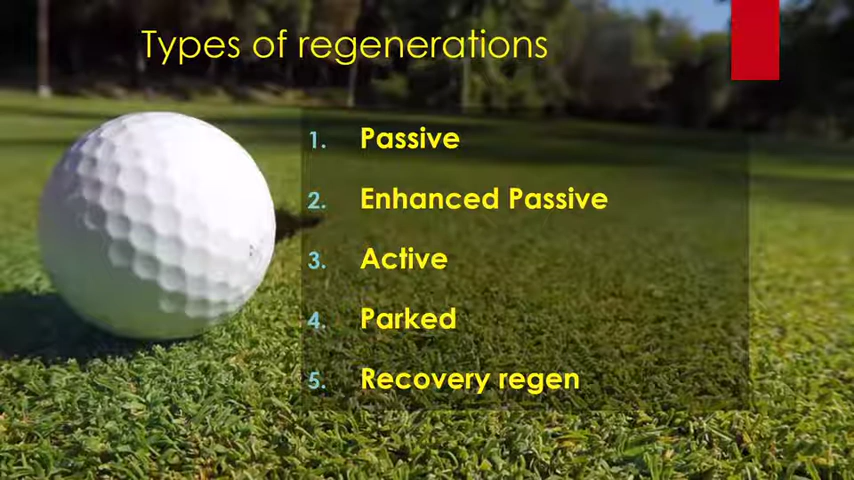 Types of regenerations
1. Passive
2. Enhanced Passive
3. Active
4. Parked
5. Recovery regen